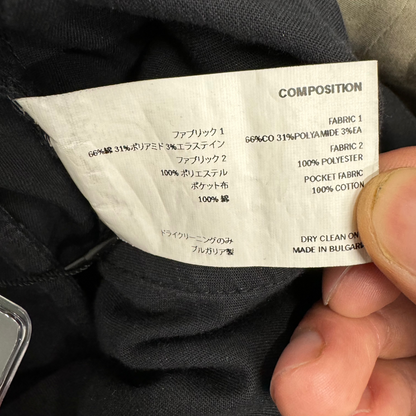 COMPOSITION
ファブリック 1
66%綿 31%ポリアミド 3%エラステイン
ファブリック 2
100% ポリエステル
ポケット布
100% 綿
ドライクリーニングのみ
ブルガリア製
FABRIC 1
66%CO 31%POLYAMIDE 3%EA
FABRIC 2
100% POLYESTER
POCKET FABRIC
100% COTTON
DRY CLEAN
MADE IN